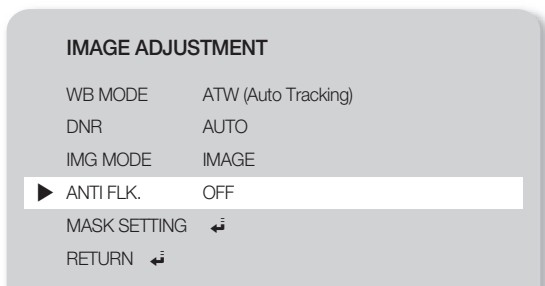 IMAGE ADJUSTMENT
WB MODE ATW (Auto Tracking)
DNR AUTO
IMG MODE IMAGE
ANTI FLK. OFF
MASK SETTING
RETURN